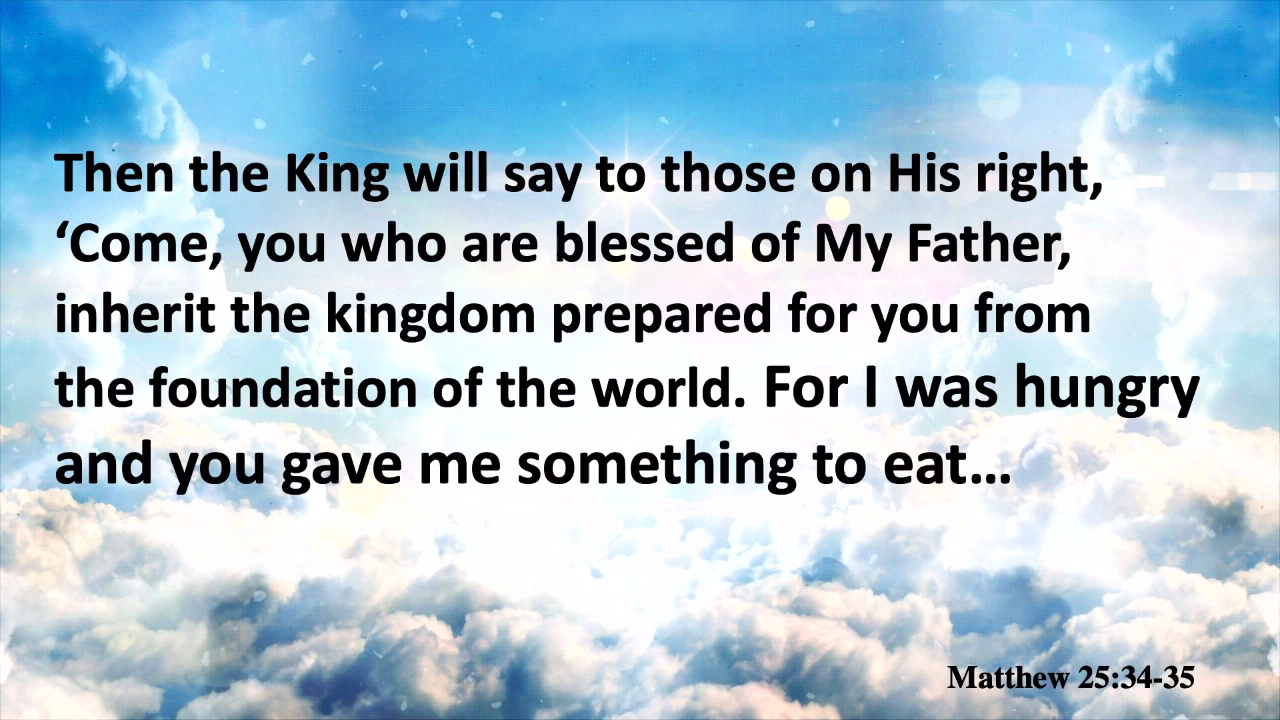 Then the King will say to those on His right,
‘Come, you who are blessed of My Father,
inherit the kingdom prepared for you from
the foundation of the world. For I was hungry
and you gave me something to eat…
Matthew 25:34-35